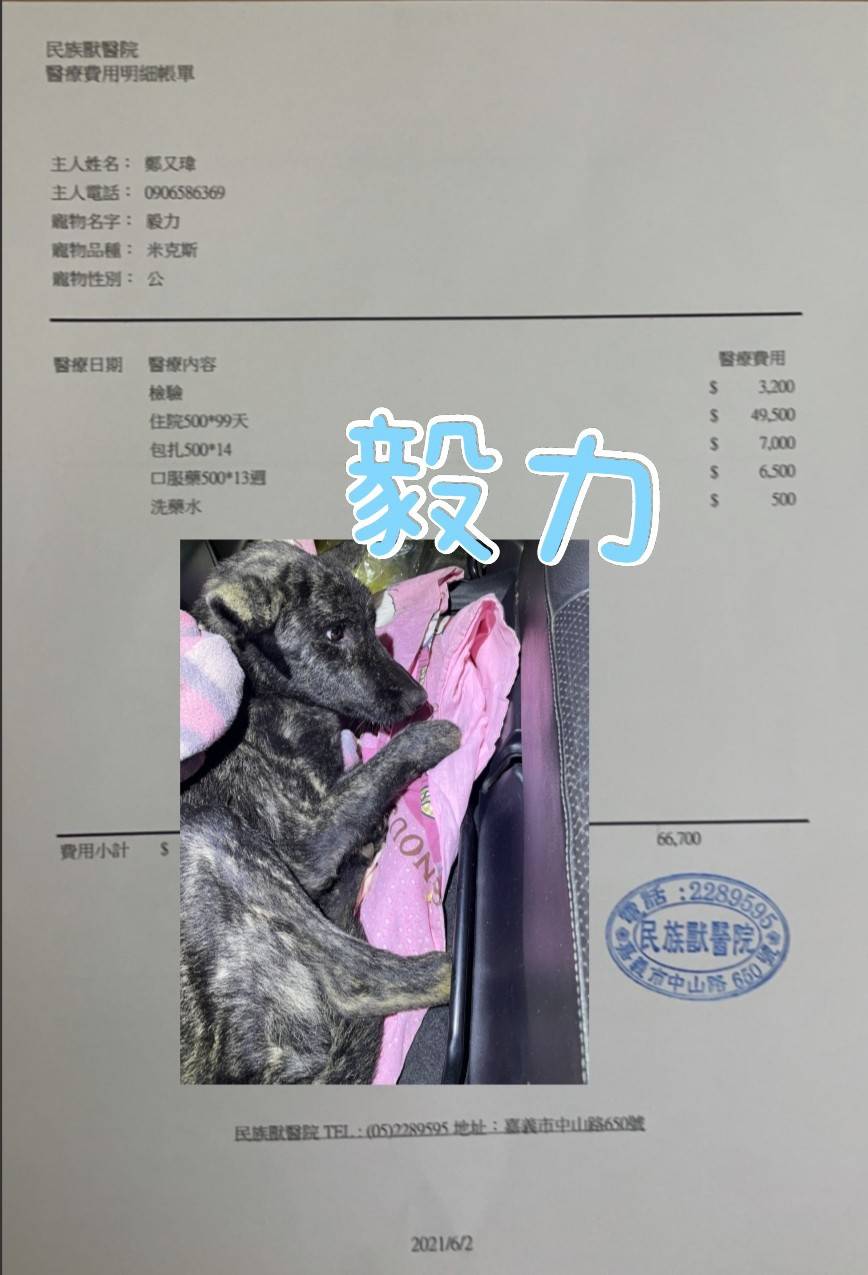 民族獸醫院
醫療費用明細帳單
主人姓名： 鄭又瑋
主人電話： 0906586369
寵物名字： 毅力
寵物品種： 米克斯
寵物性別： 公
醫療日期 醫療內容 醫療費用
檢驗 $ 3,200
住院500*99天 $ 49,500
包扎500*14 $ 7,000
口服藥500*13週 $ 6,500
洗藥水 $ 500
毅力
費用小計 $ 66,700
電話：2289595
民族獸醫院
嘉義市中山路 650 號
民族獸醫院 TEL : (05)2289595 地址：嘉義市中山路650號
2021/6/2